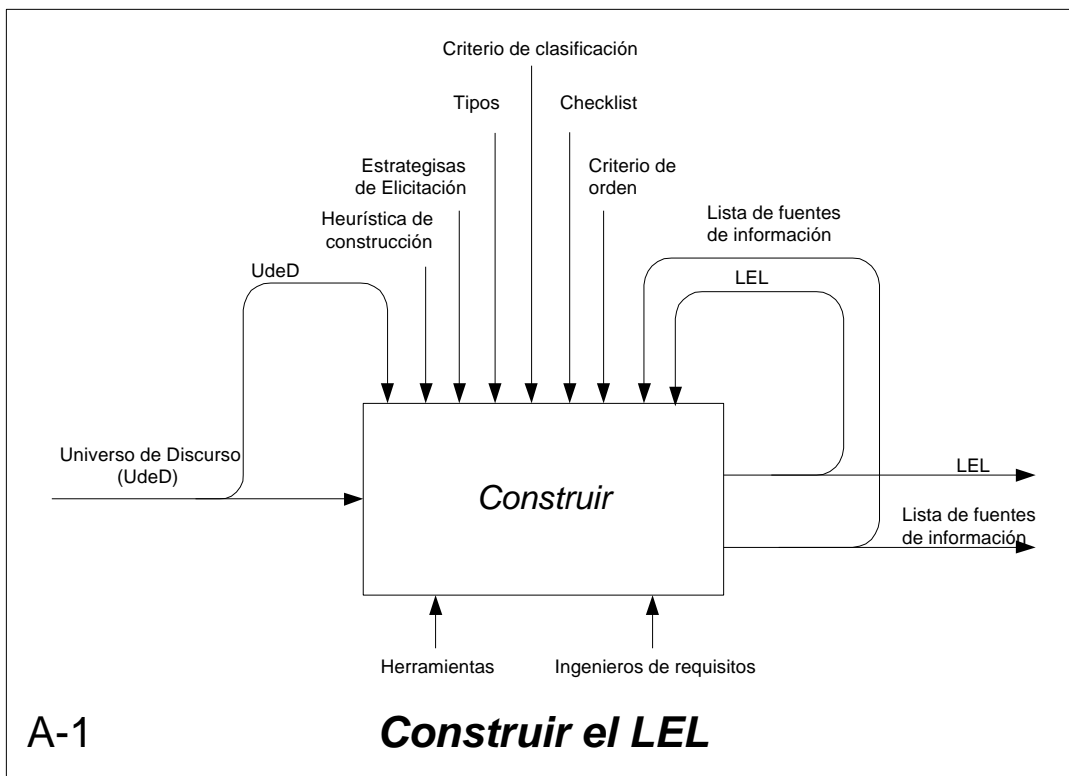 Criterio de clasificación
Tipos
Checklist
Estrategisas
de Elicitación
Criterio de
orden
Heurística de
construcción
Lista de fuentes
de información
UdeD
LEL
Universo de Discurso
(UdeD)
Construir
LEL
Lista de fuentes
de información
Herramientas
Ingenieros de requisitos
A-1
Construir el LEL